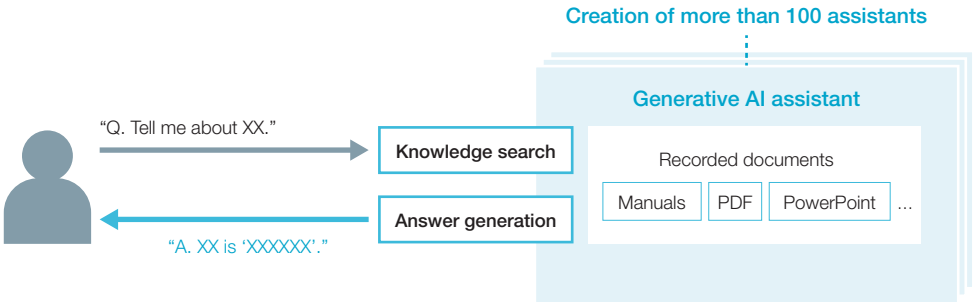 Creation of more than 100 assistants
Generative AI assistant
“Q. Tell me about XX.”
Knowledge search
Recorded documents
Manuals PDF PowerPoint ...
Answer generation
“A. XX is ‘XXXXXX’.”